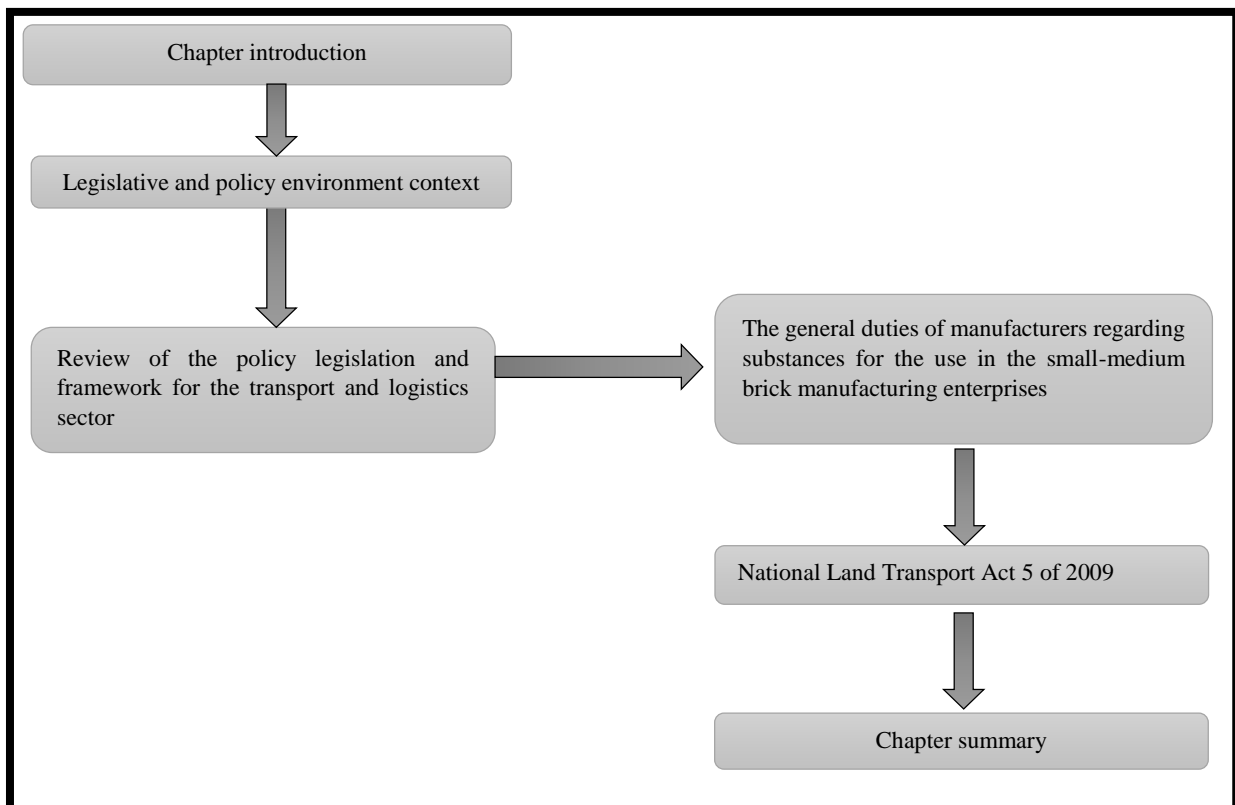 Chapter introduction
Legislative and policy environment context
Review of the policy legislation and
framework for the transport and logistics
sector
The general duties of manufacturers regarding
substances for the use in the small-medium
brick manufacturing enterprises
National Land Transport Act 5 of 2009
Chapter summary